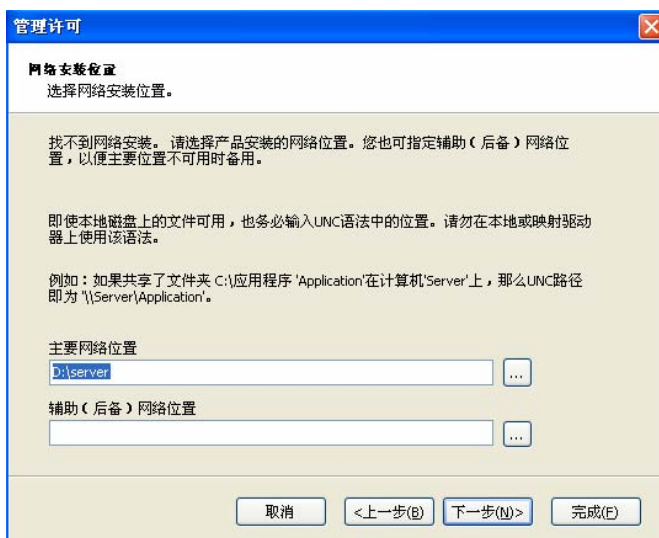 管理许可
网络安装位置
选择网络安装位置。
找不到网络安装。 请选择产品安装的网络位置。您也可指定辅助（后备）网络位
置，以便主要位置不可用时备用。
即使本地磁盘上的文件可用，也务必输入UNC语法中的位置。请勿在本地或映射驱动
器上使用该语法。
例如：如果共享了文件夹 C:\应用程序 'Application'在计算机'Server'上，那么UNC路径
即为 '\\Server\Application'。
主要网络位置
D:\server
...
辅助（后备）网络位置
...
取消 <上一步(B) 下一步(N)> 完成(F)